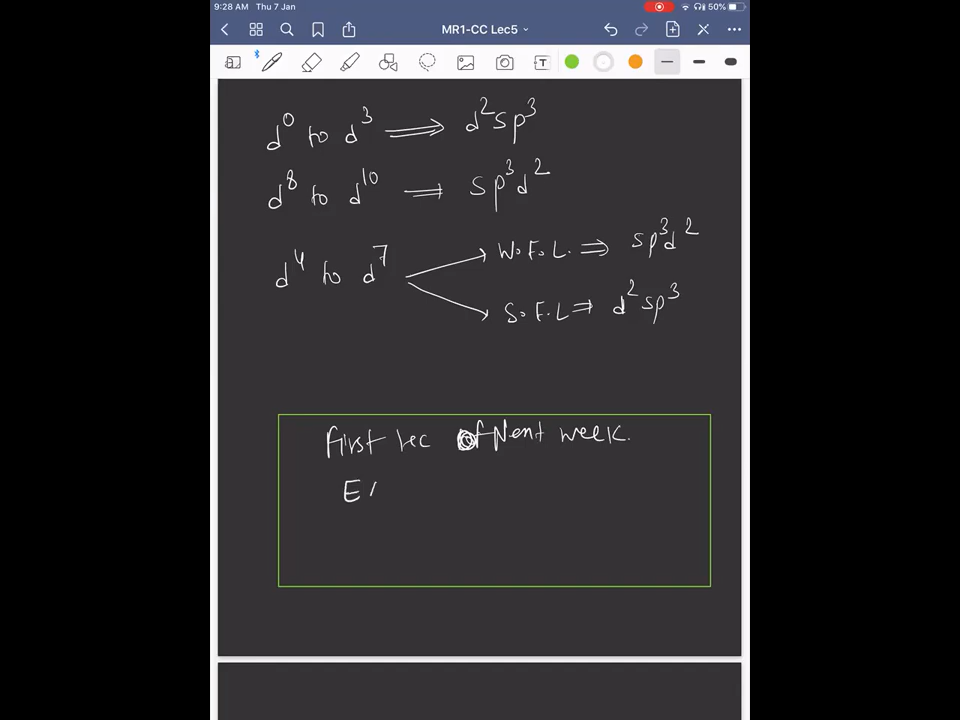 9:28 AM Thu 7 Jan
50%
MR1-CC Lec5
T
d⁰ to d³ ⟹ d²sp³
d⁸ to d¹⁰ ⟹ sp³d²
d⁴ to d⁷
W.F.L. ⟹ sp³d²
S.F.L ⟹ d²sp³
First lec of Next week.